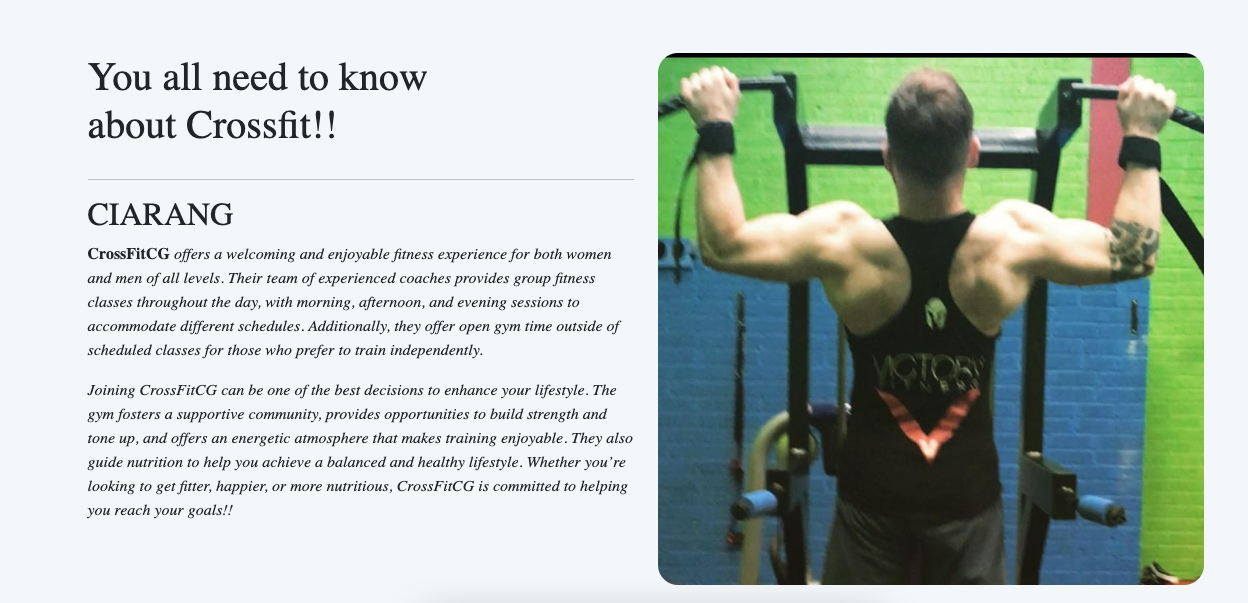 You all need to know
about Crossfit!!
CIARANG
CrossFitCG offers a welcoming and enjoyable fitness experience for both women
and men of all levels. Their team of experienced coaches provides group fitness
classes throughout the day, with morning, afternoon, and evening sessions to
accommodate different schedules. Additionally, they offer open gym time outside of
scheduled classes for those who prefer to train independently.
Joining CrossFitCG can be one of the best decisions to enhance your lifestyle. The
gym fosters a supportive community, provides opportunities to build strength and
tone up, and offers an energetic atmosphere that makes training enjoyable. They also
guide nutrition to help you achieve a balanced and healthy lifestyle. Whether you’re
looking to get fitter, happier, or more nutritious, CrossFitCG is committed to helping
you reach your goals!!
VICTORY